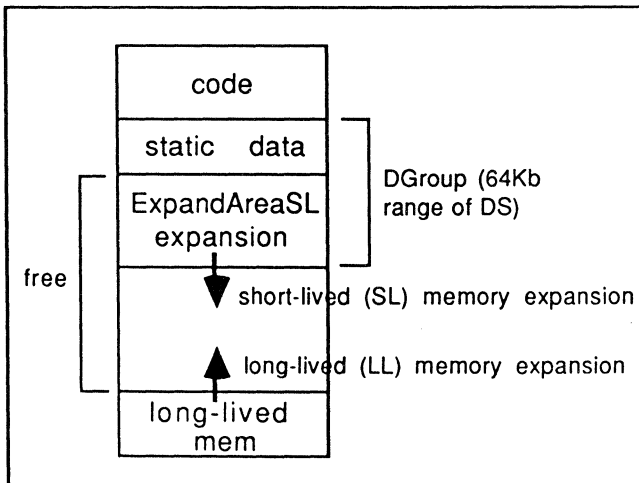 code
static data
DGroup (64Kb
range of DS)
ExpandAreaSL
expansion
free
short-lived (SL) memory expansion
long-lived (LL) memory expansion
long-lived
mem